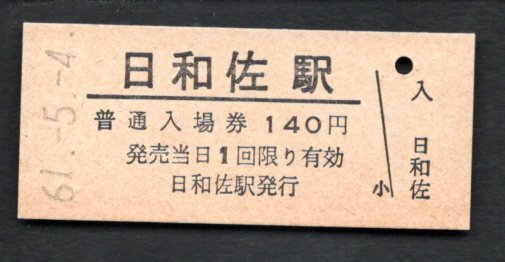 61.-5.-4.
日和佐駅
普通入場券 140円
発売当日1回限り有効
日和佐駅発行
入
日和佐
小